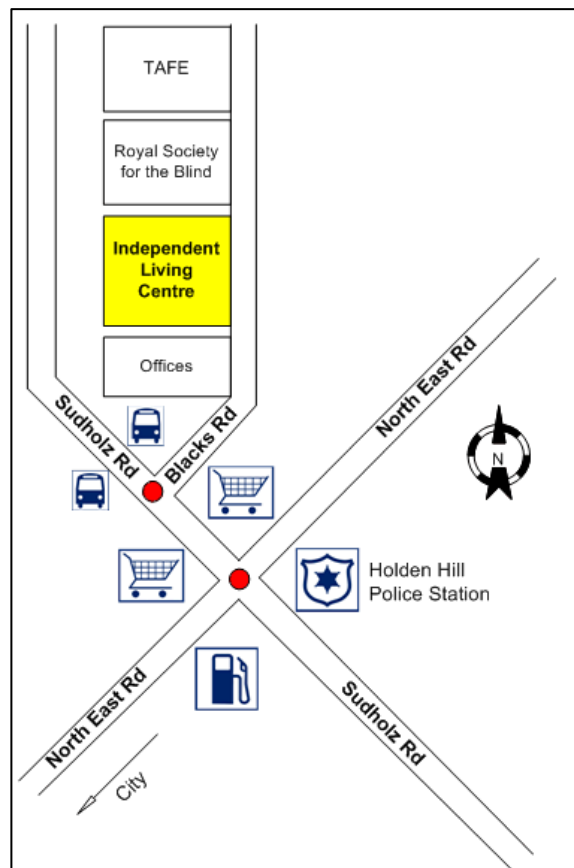 TAFE
Royal Society
for the Blind
Independent
Living
Centre
Offices
Sudholz Rd
Blacks Rd
North East Rd
N
Holden Hill
Police Station
North East Rd
Sudholz Rd
City